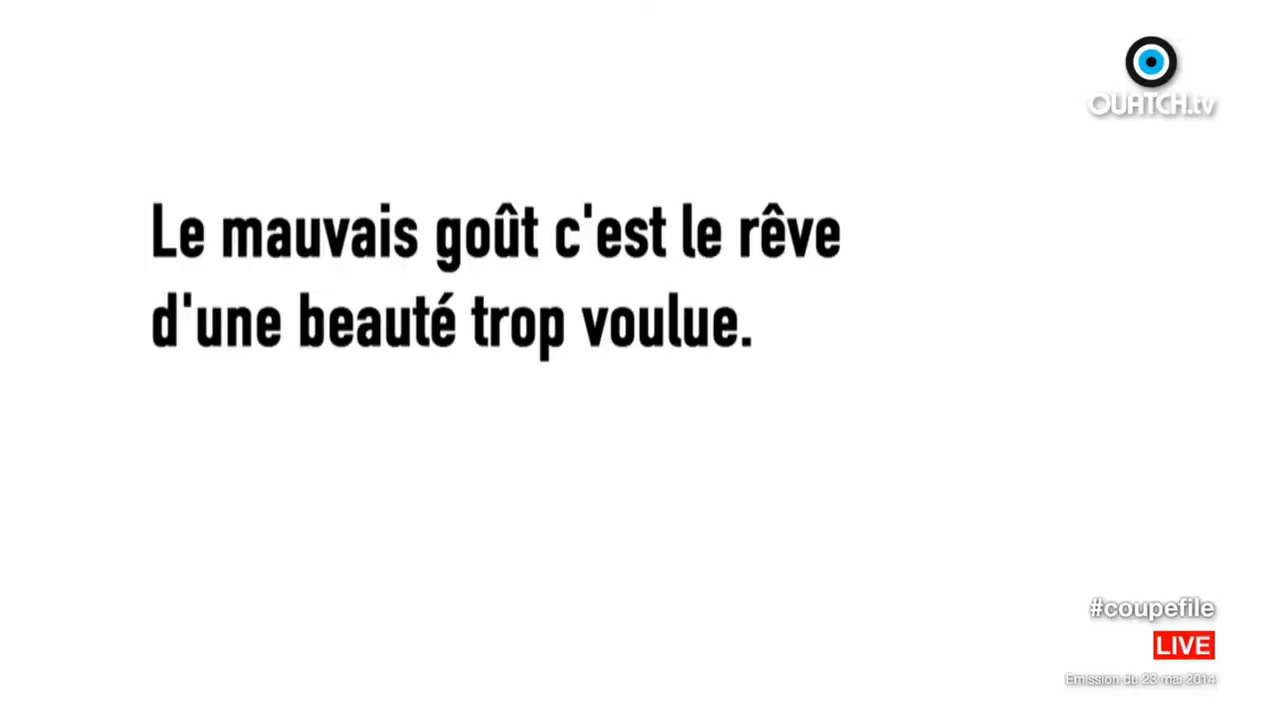 OUATCH.tv
Le mauvais goût c'est le rêve
d'une beauté trop voulue.
#coupefile
LIVE
Emission du 23 mai 2014